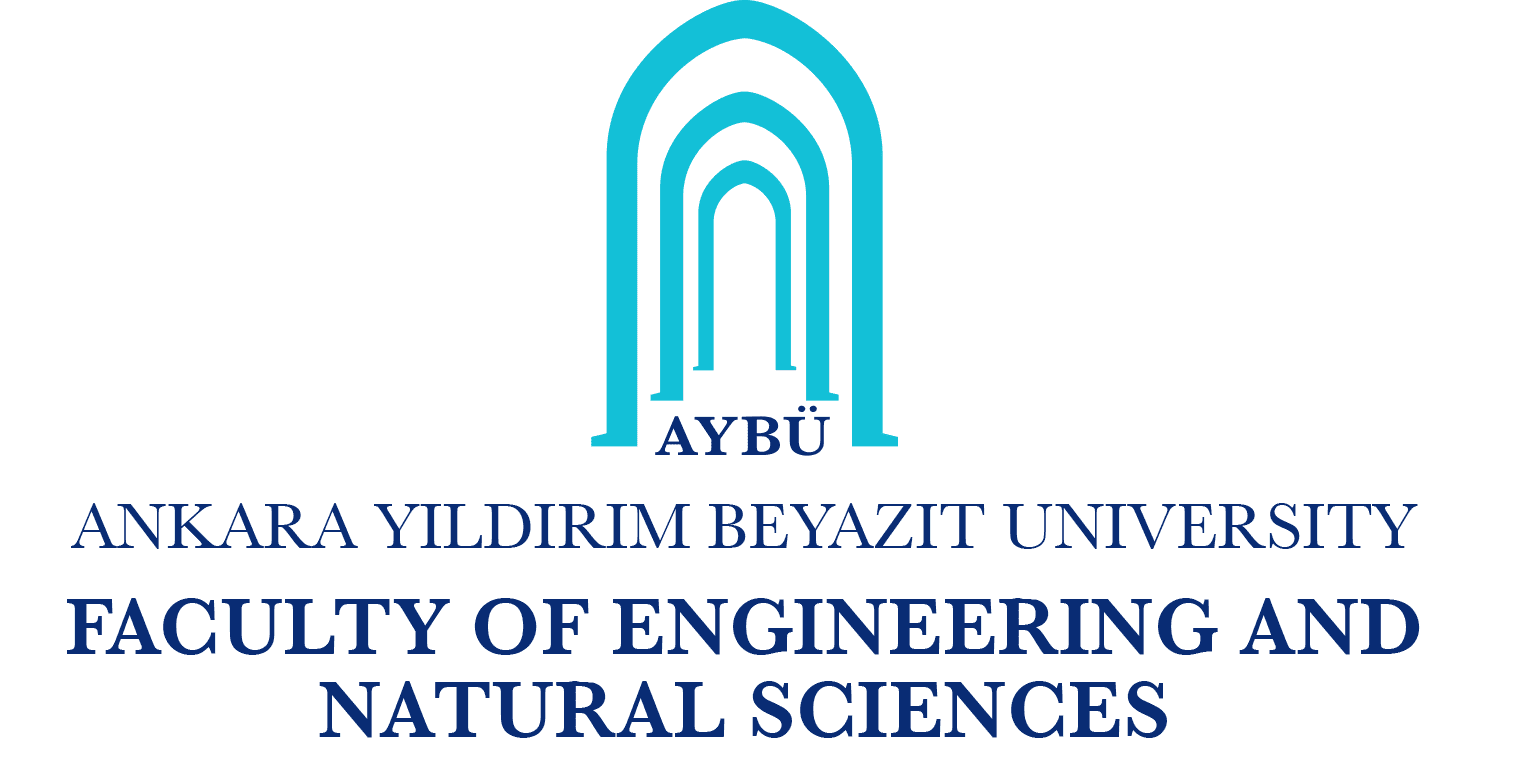 AYBÜ
ANKARA YILDIRIM BEYAZIT UNIVERSITY
FACULTY OF ENGINEERING AND
NATURAL SCIENCES